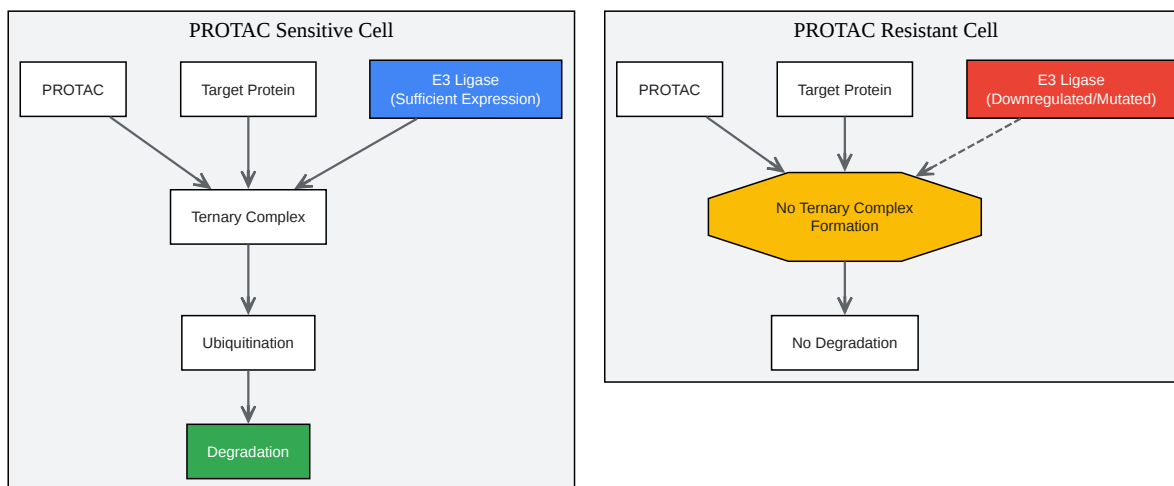 PROTAC Sensitive Cell
PROTAC
Target Protein
E3 Ligase
(Sufficient Expression)
Ternary Complex
Ubiquitination
Degradation
PROTAC Resistant Cell
PROTAC
Target Protein
E3 Ligase
(Downregulated/Mutated)
No Ternary Complex
Formation
No Degradation